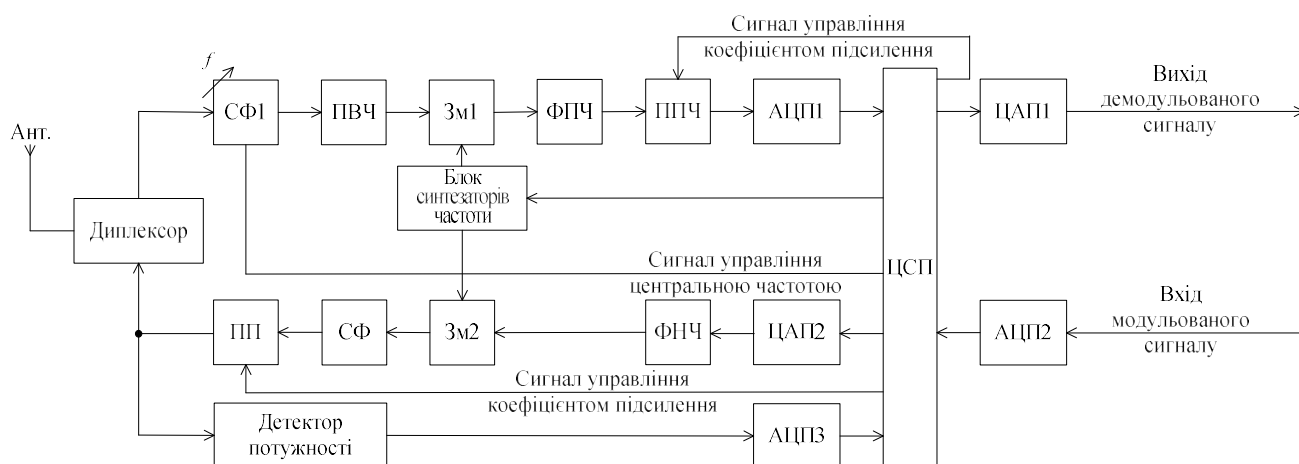 Сигнал управління
коефіцієнтом підсилення
f
СФ1
ПВЧ
Зм1
ФПЧ
ППЧ
АЦП1
ЦАП1
Вихід
демодульованого
сигналу
Ант.
Блок
синтезаторів
частоти
Диплексор
Сигнал управління
центральною частотою
ЦСП
ПП
СФ
Зм2
ФНЧ
ЦАП2
АЦП2
Вхід
модульованого
сигналу
Сигнал управління
коефіцієнтом підсилення
Детектор
потужності
АЦП3